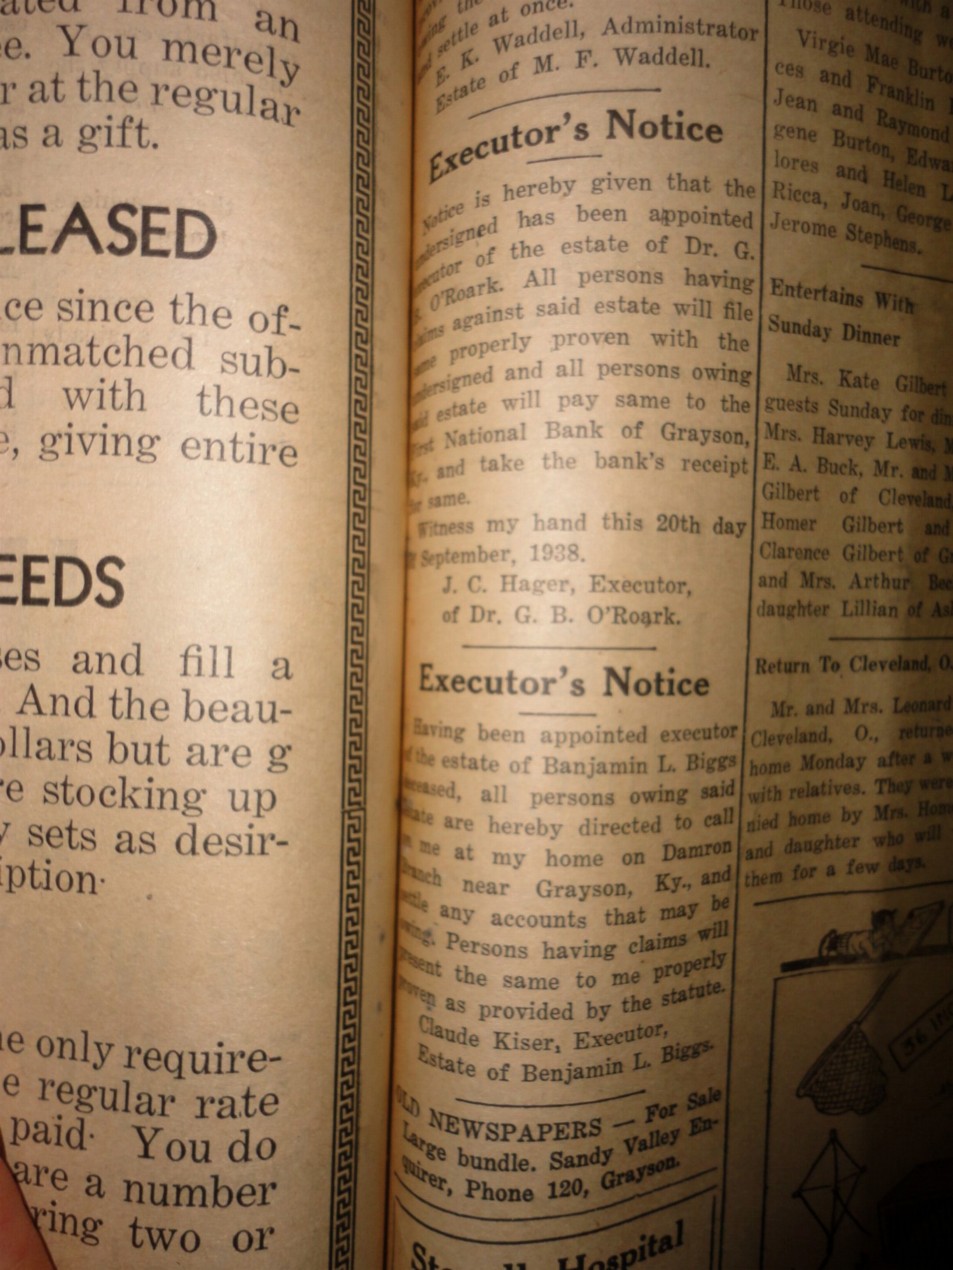 an
e. You merely
r at the regular
as a gift.
LEASED
ce since the of-
nmatched sub-
d with these
e, giving entire
EEDS
ses and fill a
And the beau-
ollars but are g
re stocking up
y sets as desir-
iption·
ne only require-
e regular rate
paid· You do
are a number
ring two or
settle at once.
E. K. Waddell, Administrator
Estate of M. F. Waddell.
Executor's Notice
Notice is hereby given that the
undersigned has been appointed
executor of the estate of Dr. G.
B. O'Roark. All persons having
claims against said estate will file
same properly proven with the
undersigned and all persons owing
said estate will pay same to the
First National Bank of Grayson,
Ky., and take the bank's receipt
for same.
Witness my hand this 20th day
of September, 1938.
J. C. Hager, Executor,
of Dr. G. B. O'Roark.
Executor's Notice
Having been appointed executor
of the estate of Banjamin L. Biggs
deceased, all persons owing said
estate are hereby directed to call
on me at my home on Damron
Branch near Grayson, Ky., and
settle any accounts that may be
owing. Persons having claims will
present the same to me properly
proven as provided by the statute.
Claude Kiser, Executor,
Estate of Benjamin L. Biggs.
OLD NEWSPAPERS — For Sale
Large bundle. Sandy Valley En-
quirer, Phone 120, Grayson.
Hospital
Those attending
Virgie Mae Burto
ces and Franklin
Jean and Raymond
gene Burton, Edwa
lores and Helen L
Ricca, Joan, George
Jerome Stephens.
Entertains With
Sunday Dinner
Mrs. Kate Gilbert
guests Sunday for din
Mrs. Harvey Lewis, M
E. A. Buck, Mr. and M
Gilbert of Cleveland
Homer Gilbert and
Clarence Gilbert of G
and Mrs. Arthur Bec
daughter Lillian of As
Return To Cleveland, O.
Mr. and Mrs. Leonard
Cleveland, O., returne
home Monday after a w
with relatives. They were
nied home by Mrs. Hom
and daughter who will
them for a few days.